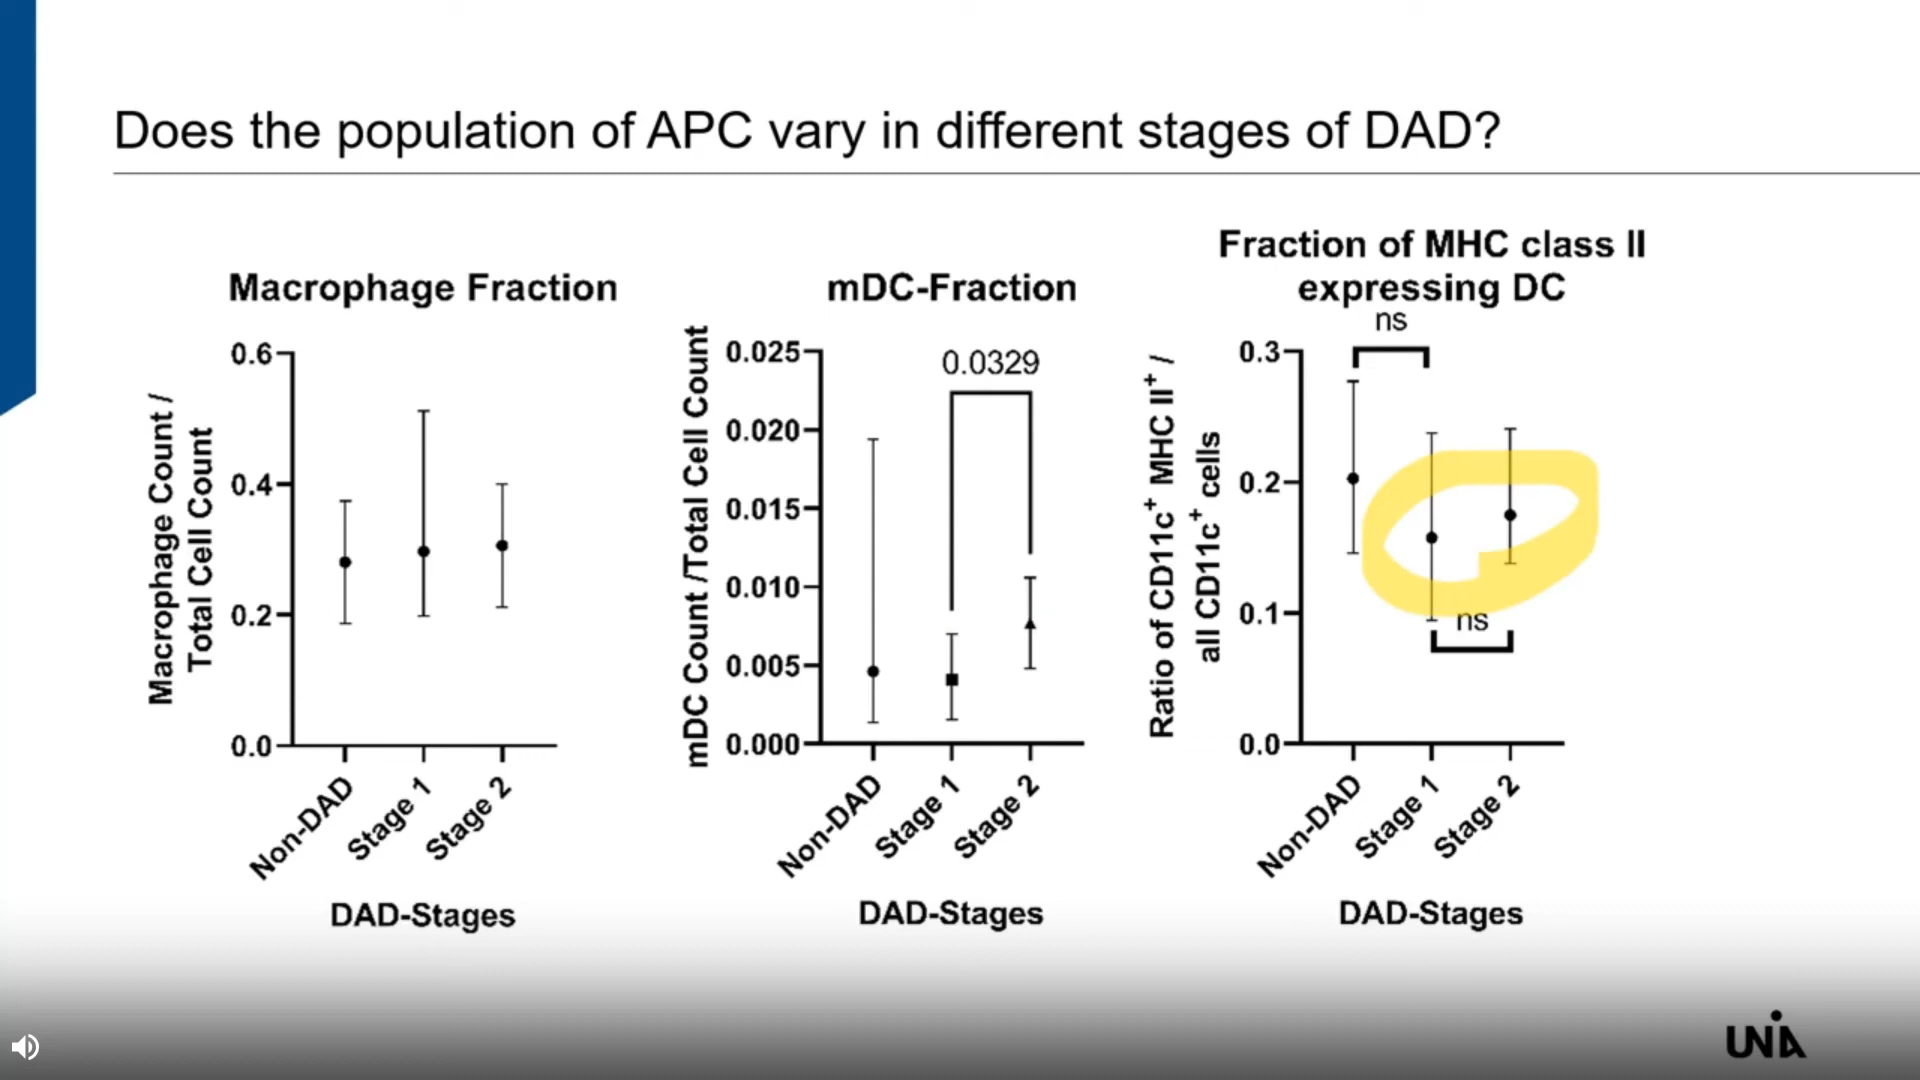 Does the population of APC vary in different stages of DAD?
Macrophage Fraction
Macrophage Count /
Total Cell Count
0.6
0.4
0.2
0.0
Non-DAD
Stage 1
Stage 2
DAD-Stages
mDC-Fraction
mDC Count /Total Cell Count
0.025
0.020
0.015
0.010
0.005
0.000
0.0329
Non-DAD
Stage 1
Stage 2
DAD-Stages
Fraction of MHC class II
expressing DC
Ratio of CD11c⁺ MHC II⁺ /
all CD11c⁺ cells
ns
0.3
0.2
0.1
0.0
ns
Non-DAD
Stage 1
Stage 2
DAD-Stages
UNIA